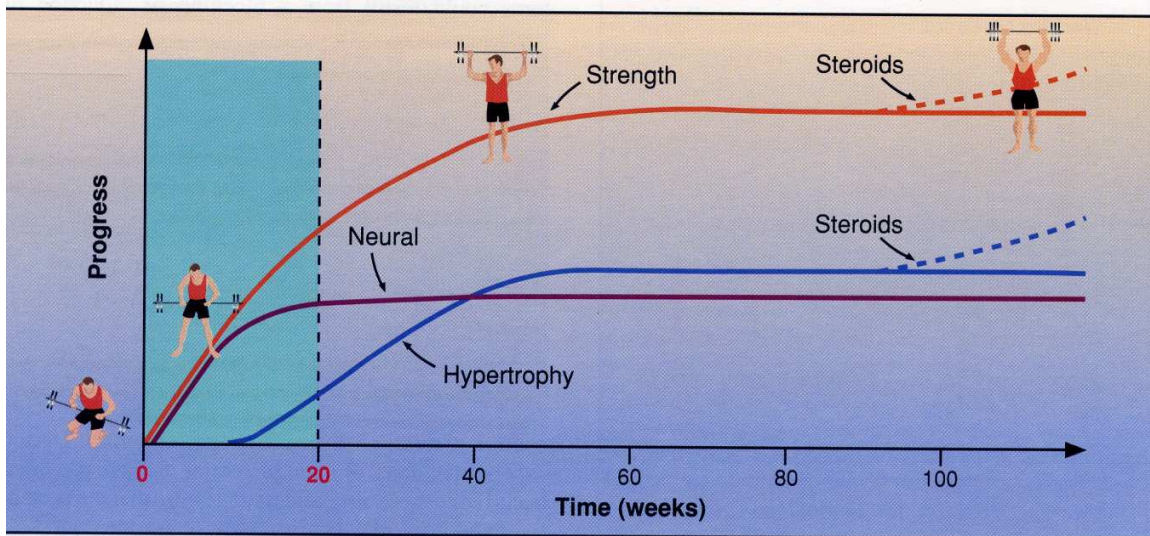 Steroids
Strength
Steroids
Neural
Hypertrophy
Progress
0
20
40
60
80
100
Time (weeks)